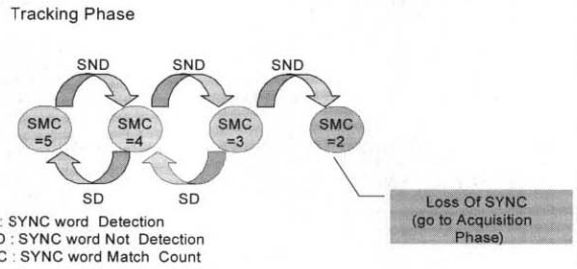 Tracking Phase
SND SND SND
SMC SMC SMC SMC
=5 =4 =3 =2
SD SD
Loss Of SYNC
(go to Acquisition
Phase)
: SYNC word Detection
D : SYNC word Not Detection
C : SYNC word Match Count